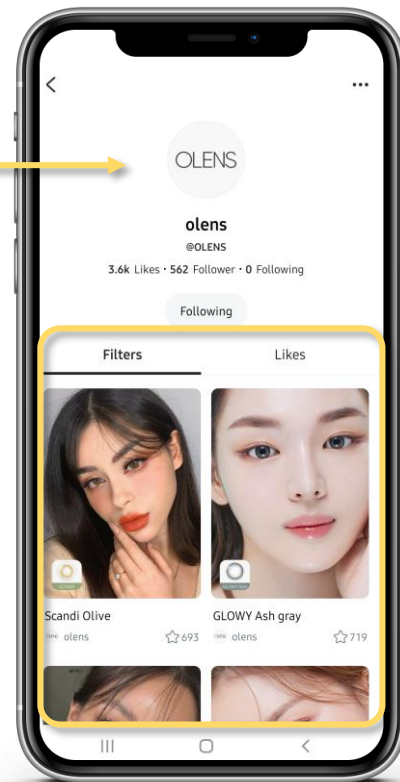 OLENS
olens
@OLENS
3.6k Likes · 562 Follower · 0 Following
Following
Filters
Likes
Scandi Olive
GLOWY Ash gray
olens
693
olens
719